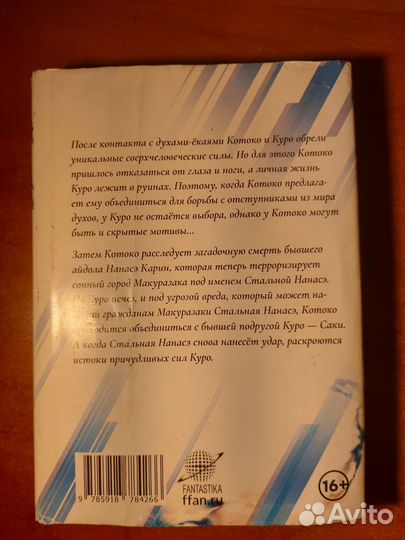 После контакта с духами-ёкаями Котоко и Куро обрели
уникальные сверхчеловеческие силы. Но для этого Котоко
пришлось отказаться от глаза и ноги, а личная жизнь
Куро лежит в руинах. Поэтому, когда Котоко предлага-
ет ему объединиться для борьбы с отступниками из мира
духов, у Куро не остаётся выбора, однако у Котоко могут
быть и скрытые мотивы...
Затем Котоко расследует загадочную смерть бывшего
айдола Нанасэ Карин, которая теперь терроризирует
сонный город Макуразака под именем Стальной Нанасэ.
Куро исчез, и под угрозой вреда, который может на-
гражданам Макуразаки Стальная Нанасэ, Котоко
объединиться с бывшей подругой Куро — Саки.
А когда Стальная Нанасэ снова нанесёт удар, раскроются
истоки причудливых сил Куро.
9 785918 784266
FANTASTIKA
ffan.ru
16+
Avito